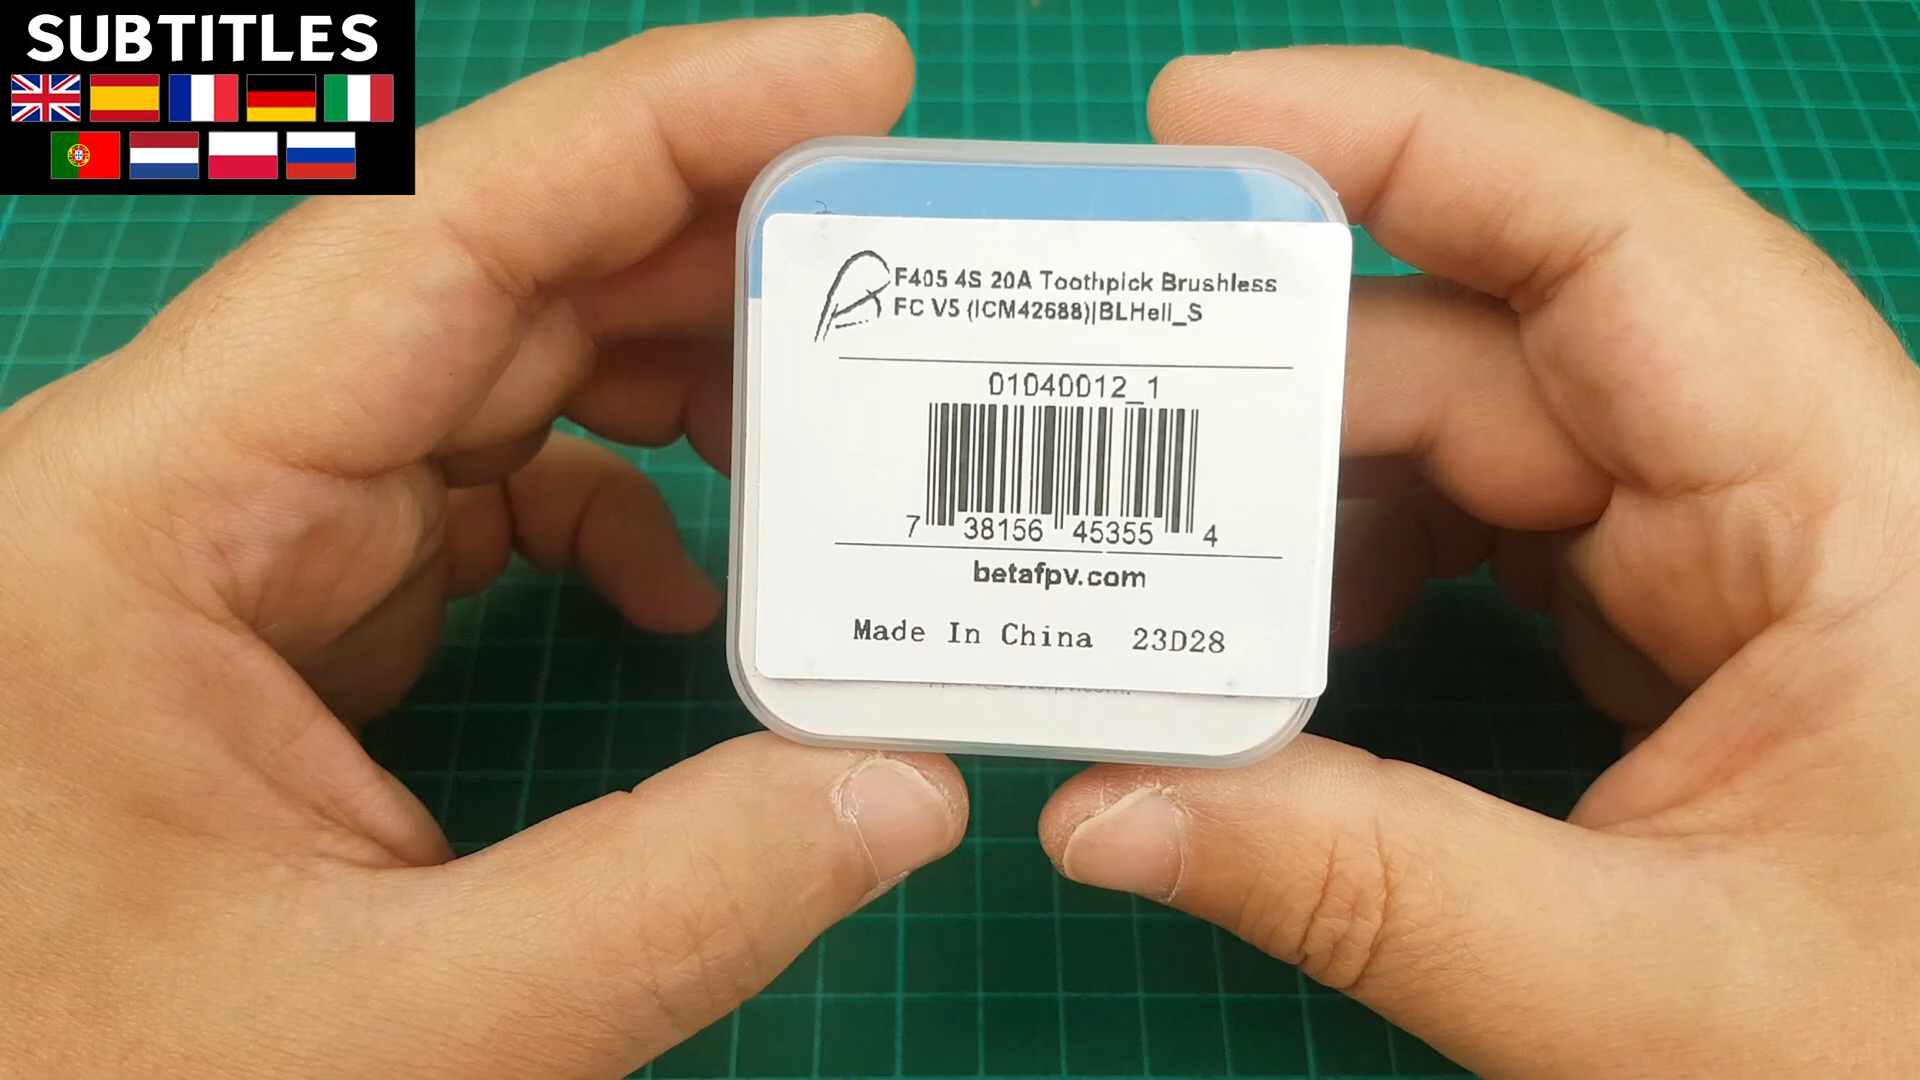 SUBTITLES
F405 4S 20A Toothpick Brushless
FC V5 (ICM42688)|BLHeli_S
01040012_1
7 38156 45355 4
betafpv.com
Made In China 23D28